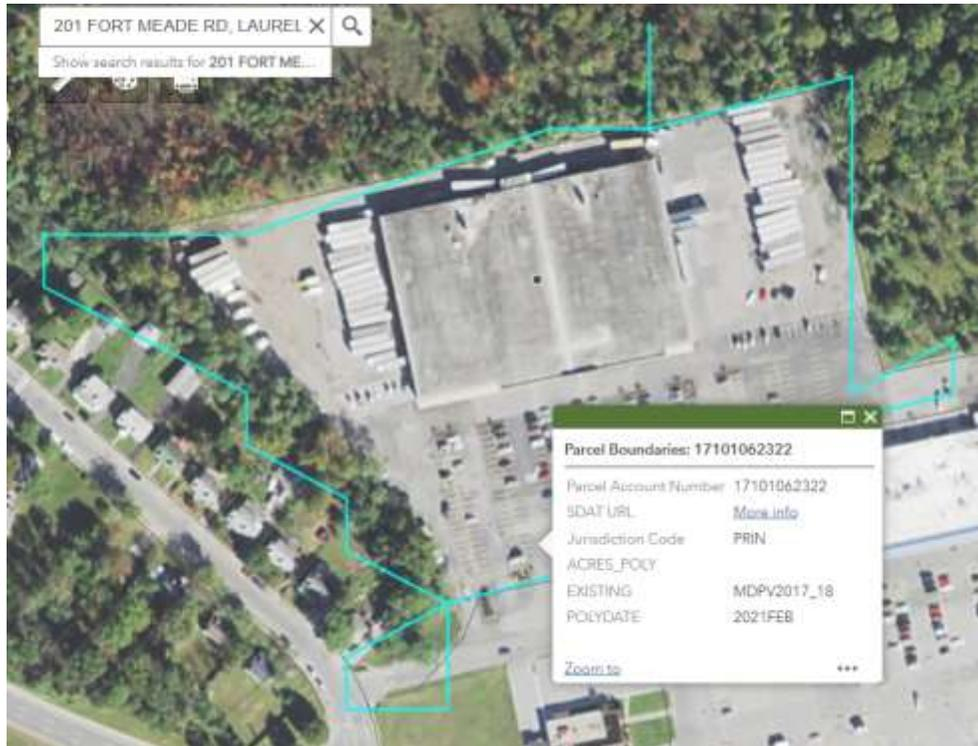 201 FORT MEADE RD, LAUREL
Show search results for 201 FORT ME...
Parcel Boundaries: 17101062322
Parcel Account Number 17101062322
SDAT URL More info
Jurisdiction Code PRIN
ACRES_POLY
EXISTING MDPV2017_18
POLYDATE 2021FEB
Zoom to